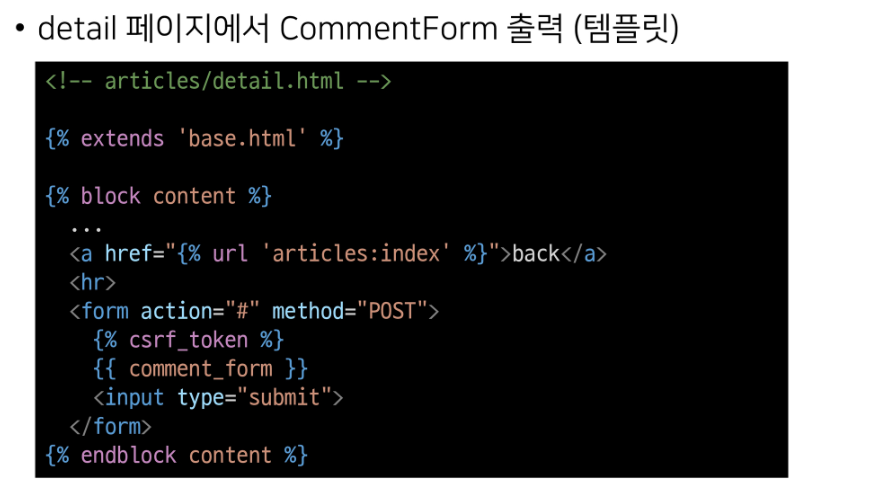 • detail 페이지에서 CommentForm 출력 (템플릿)
<!-- articles/detail.html -->
{% extends 'base.html' %}
{% block content %}
...
<a href="{% url 'articles:index' %}">back</a>
<hr>
<form action="#" method="POST">
{% csrf_token %}
{{ comment_form }}
<input type="submit">
</form>
{% endblock content %}